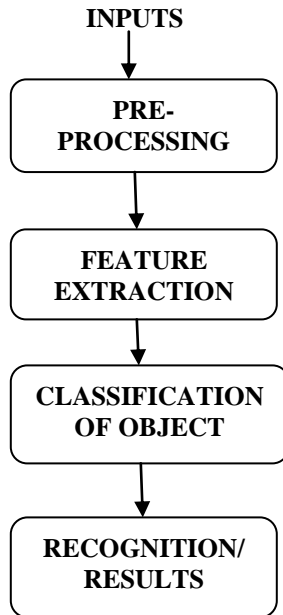 INPUTS
PRE-
PROCESSING
FEATURE
EXTRACTION
CLASSIFICATION
OF OBJECT
RECOGNITION/
RESULTS